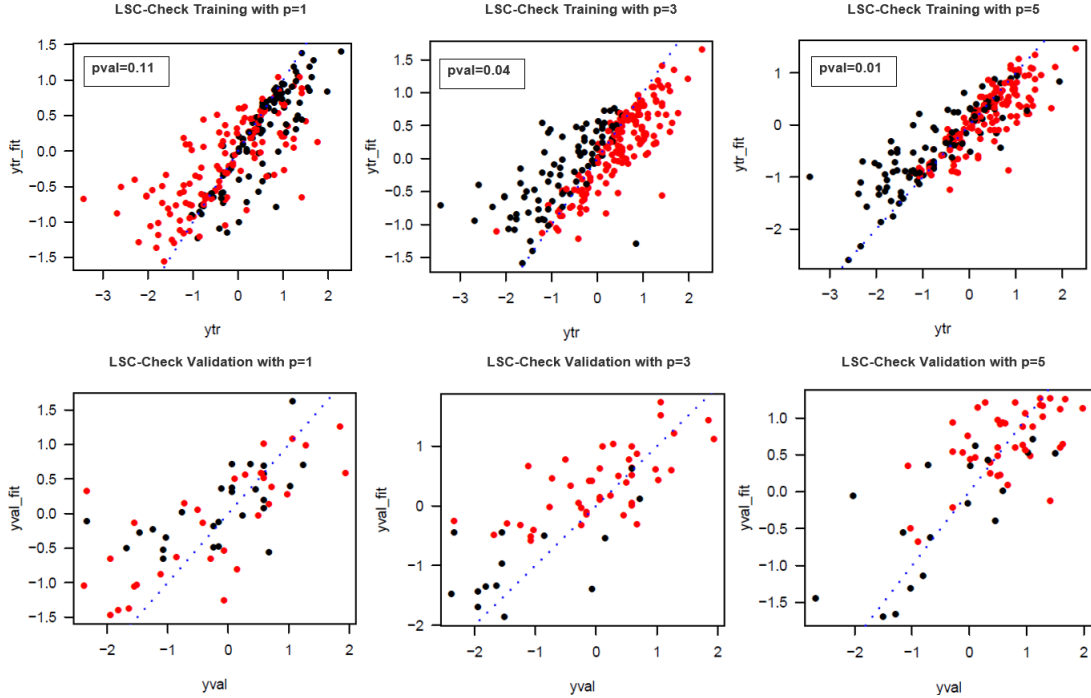 LSC-Check Training with p=1
LSC-Check Training with p=3
LSC-Check Training with p=5
pval=0.11
pval=0.04
pval=0.01
ytr_fit
1.5
1.0
0.5
0.0
−0.5
−1.0
−1.5
−3 −2 −1 0 1 2
ytr
ytr_fit
1.5
1.0
0.5
0.0
−0.5
−1.0
−1.5
−3 −2 −1 0 1 2
ytr
ytr_fit
1
0
−1
−2
−3 −2 −1 0 1 2
ytr
LSC-Check Validation with p=1
LSC-Check Validation with p=3
LSC-Check Validation with p=5
yval_fit
1.5
1.0
0.5
0.0
−0.5
−1.0
−1.5
−2 −1 0 1 2
yval
yval_fit
1
0
−1
−2
−2 −1 0 1 2
yval
yval_fit
1.0
0.5
0.0
−0.5
−1.0
−1.5
−2 −1 0 1 2
yval